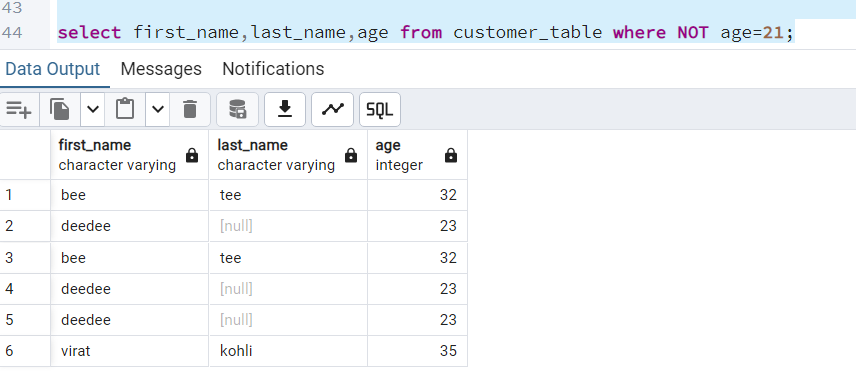 43
44 select first_name,last_name,age from customer_table where NOT age=21;
Data Output Messages Notifications
SQL
first_name last_name age
character varying character varying integer
1 bee tee 32
2 deedee [null] 23
3 bee tee 32
4 deedee [null] 23
5 deedee [null] 23
6 virat kohli 35